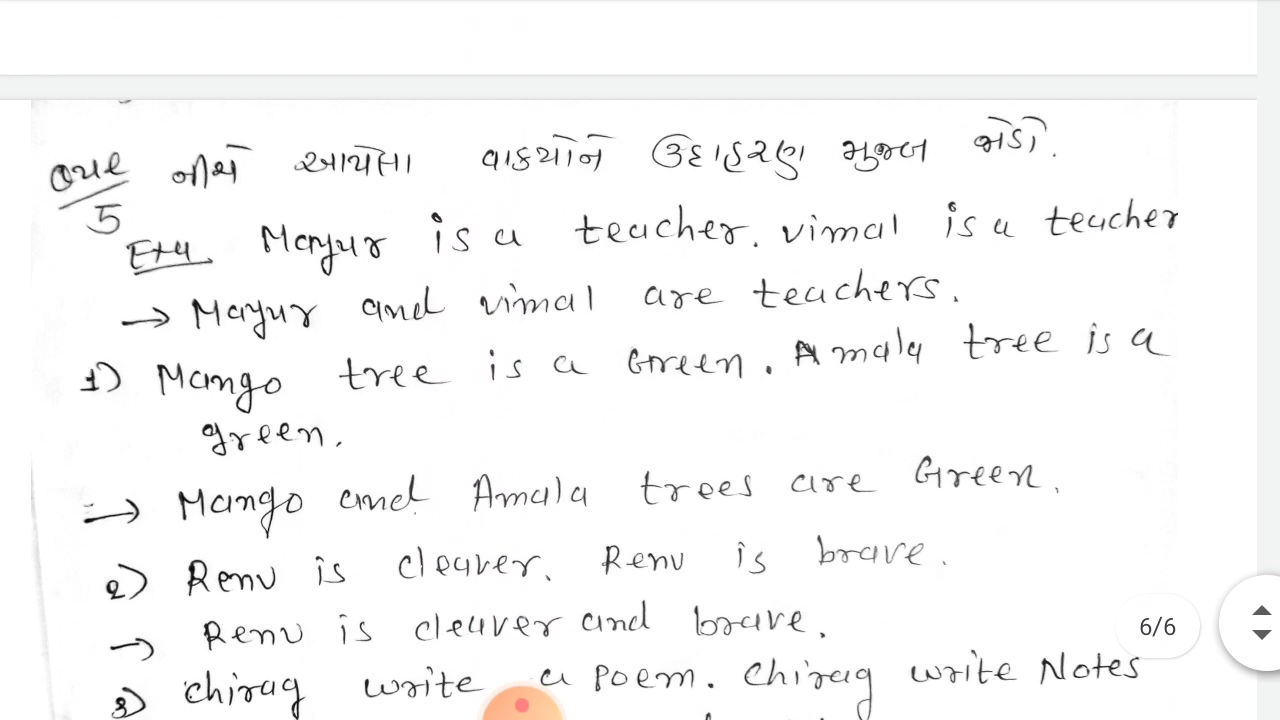 પ્રશ્ન નીચે આપેલા વાક્યોને ઉદાહરણ મુજબ જોડો.
5
Mayur is a teacher. vimal is a teacher
→ Mayur and vimal are teachers.
1) Mango tree is a Green. Amala tree is a
green.
→ Mango and Amala trees are Green.
2) Renu is cleaver. Renu is brave.
→ Renu is cleaver and brave.
3) Chirag write a poem. Chirag write Notes
6/6